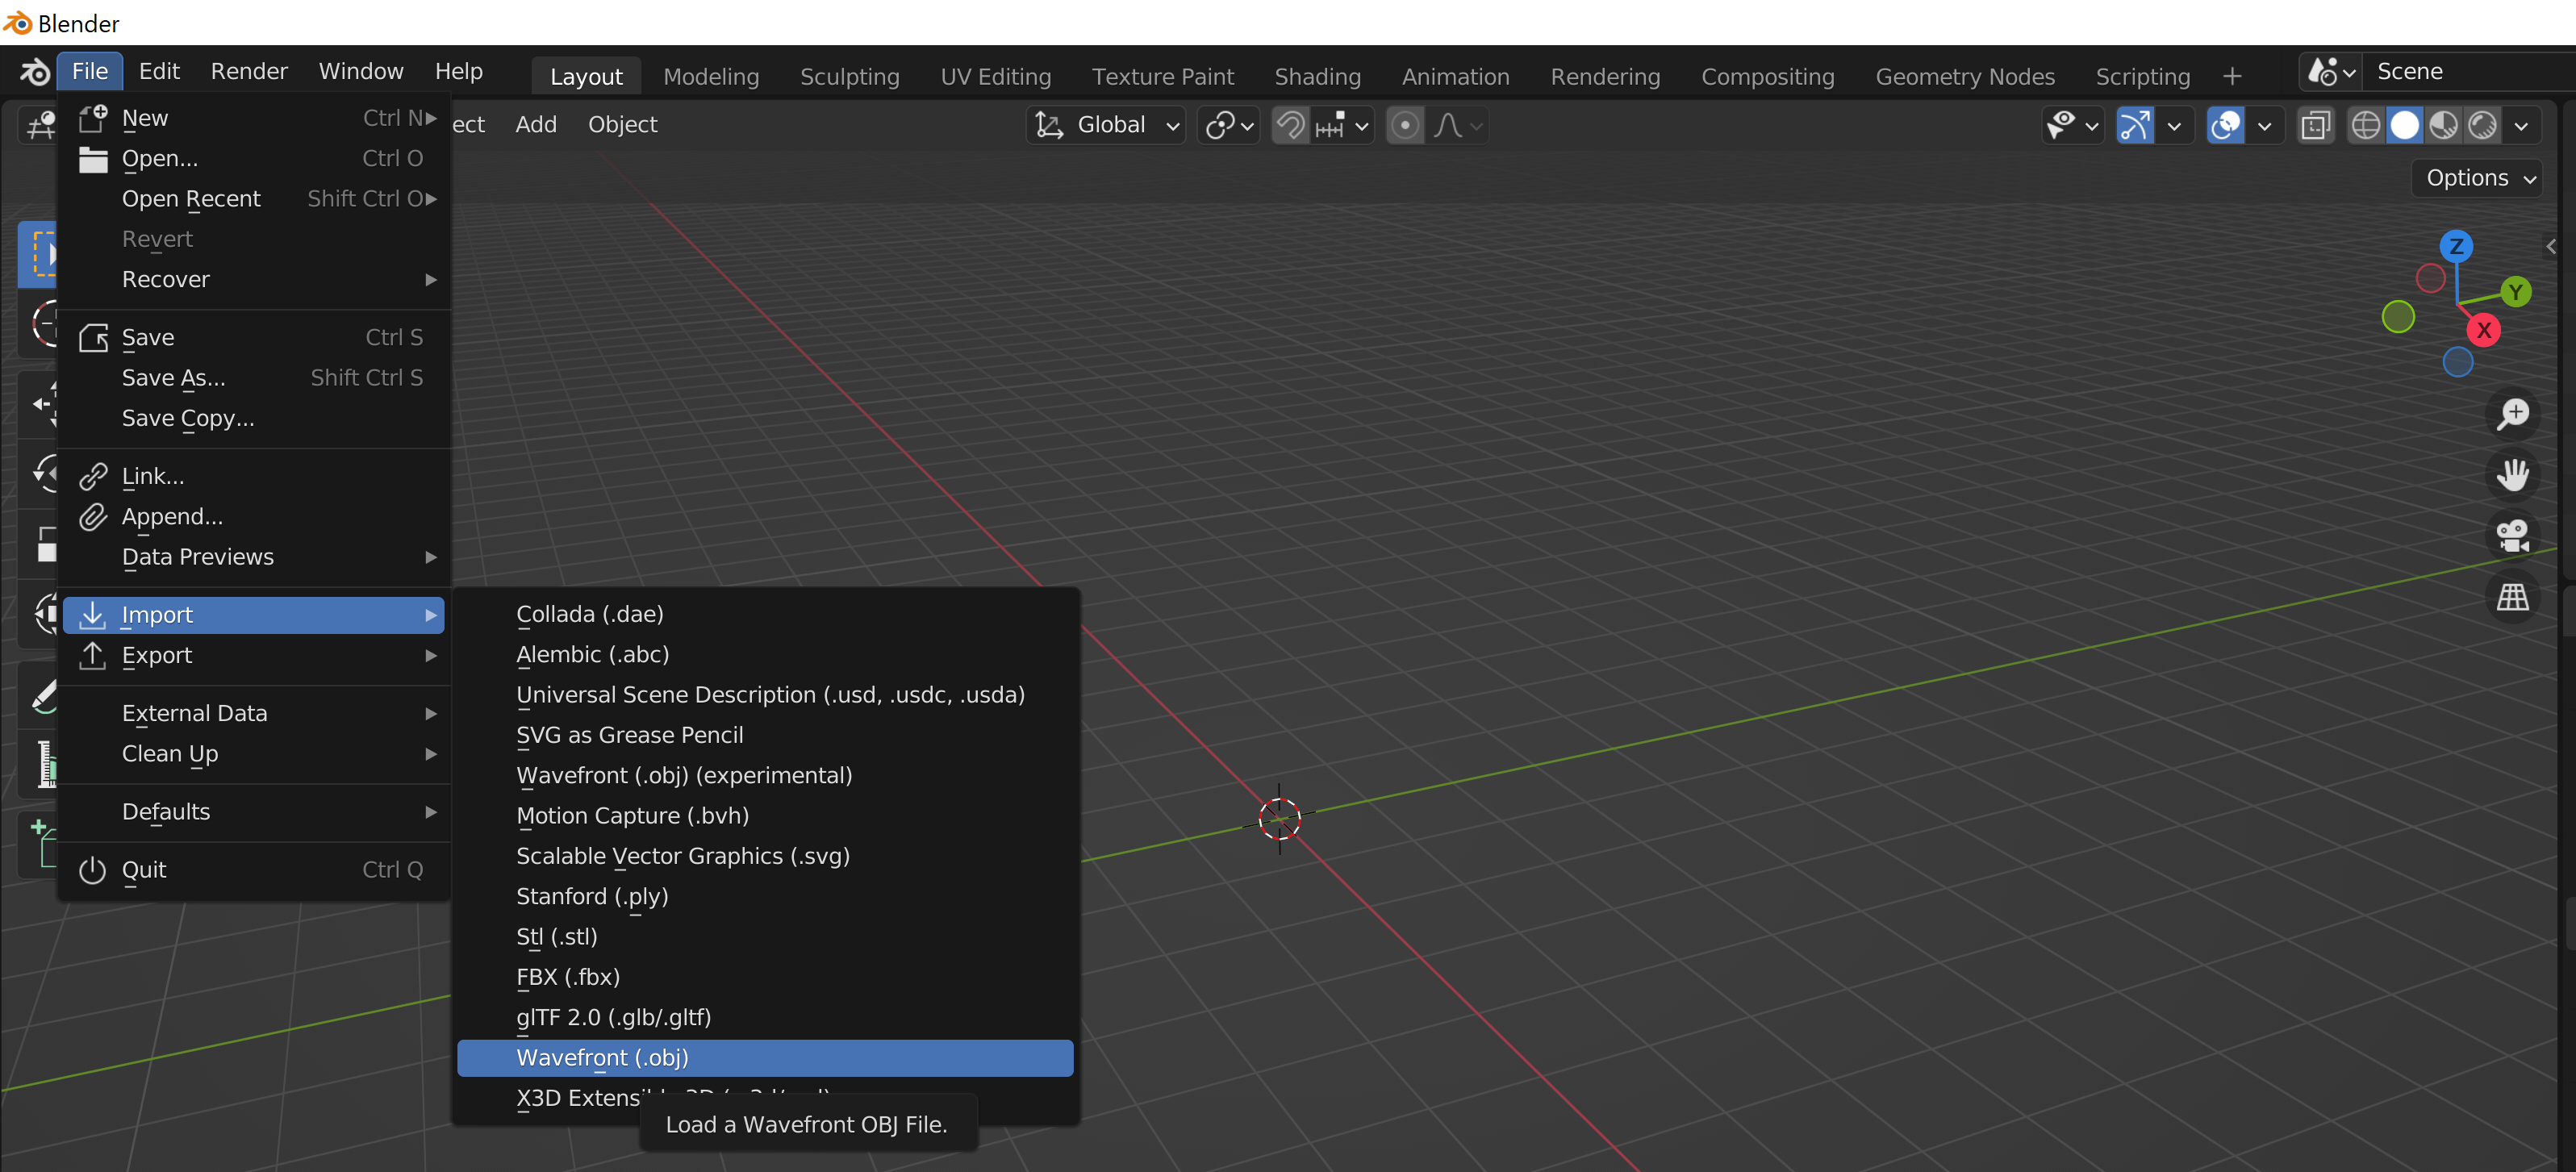 Blender
File Edit Render Window Help Layout Modeling Sculpting UV Editing Texture Paint Shading Animation Rendering Compositing Geometry Nodes Scripting + Scene
ect Add Object Global
Options
New Ctrl N
Open... Ctrl O
Open Recent Shift Ctrl O
Revert
Recover
Save Ctrl S
Save As... Shift Ctrl S
Save Copy...
Link...
Append...
Data Previews
Import
Export
External Data
Clean Up
Defaults
Quit Ctrl Q
Collada (.dae)
Alembic (.abc)
Universal Scene Description (.usd, .usdc, .usda)
SVG as Grease Pencil
Wavefront (.obj) (experimental)
Motion Capture (.bvh)
Scalable Vector Graphics (.svg)
Stanford (.ply)
Stl (.stl)
FBX (.fbx)
glTF 2.0 (.glb/.gltf)
Wavefront (.obj)
X3D
Load a Wavefront OBJ File.
Z
Y
X